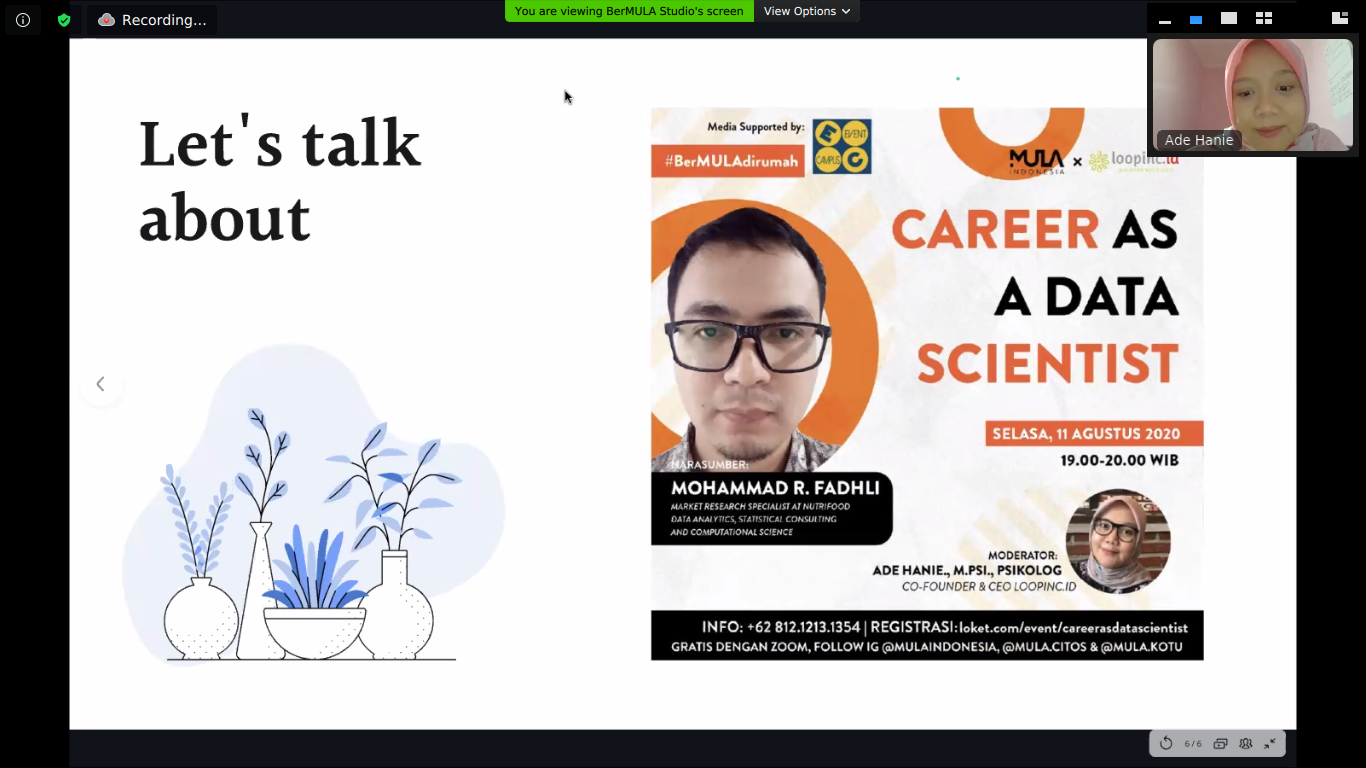 Recording...
You are viewing BerMULA Studio's screen
View Options
Ade Hanie
Let's talk
about
Media Supported by:
EVENT
CAMPUS
#BerMULAdirumah
MULA
INDONESIA
x
loopinc.id
CAREER AS
A DATA
SCIENTIST
SELASA, 11 AGUSTUS 2020
19.00-20.00 WIB
NARASUMBER:
MOHAMMAD R. FADHLI
MARKET RESEARCH SPECIALIST AT NUTRIFOOD
DATA ANALYTICS, STATISTICAL CONSULTING
AND COMPUTATIONAL SCIENCE
MODERATOR:
ADE HANIE., M.PSI., PSIKOLOG
CO-FOUNDER & CEO LOOPINC.ID
INFO: +62 812.1213.1354 | REGISTRASI:loket.com/event/careerasdatascientist
GRATIS DENGAN ZOOM, FOLLOW IG @MULAINDONESIA, @MULA.CITOS & @MULA.KOTU
6/6